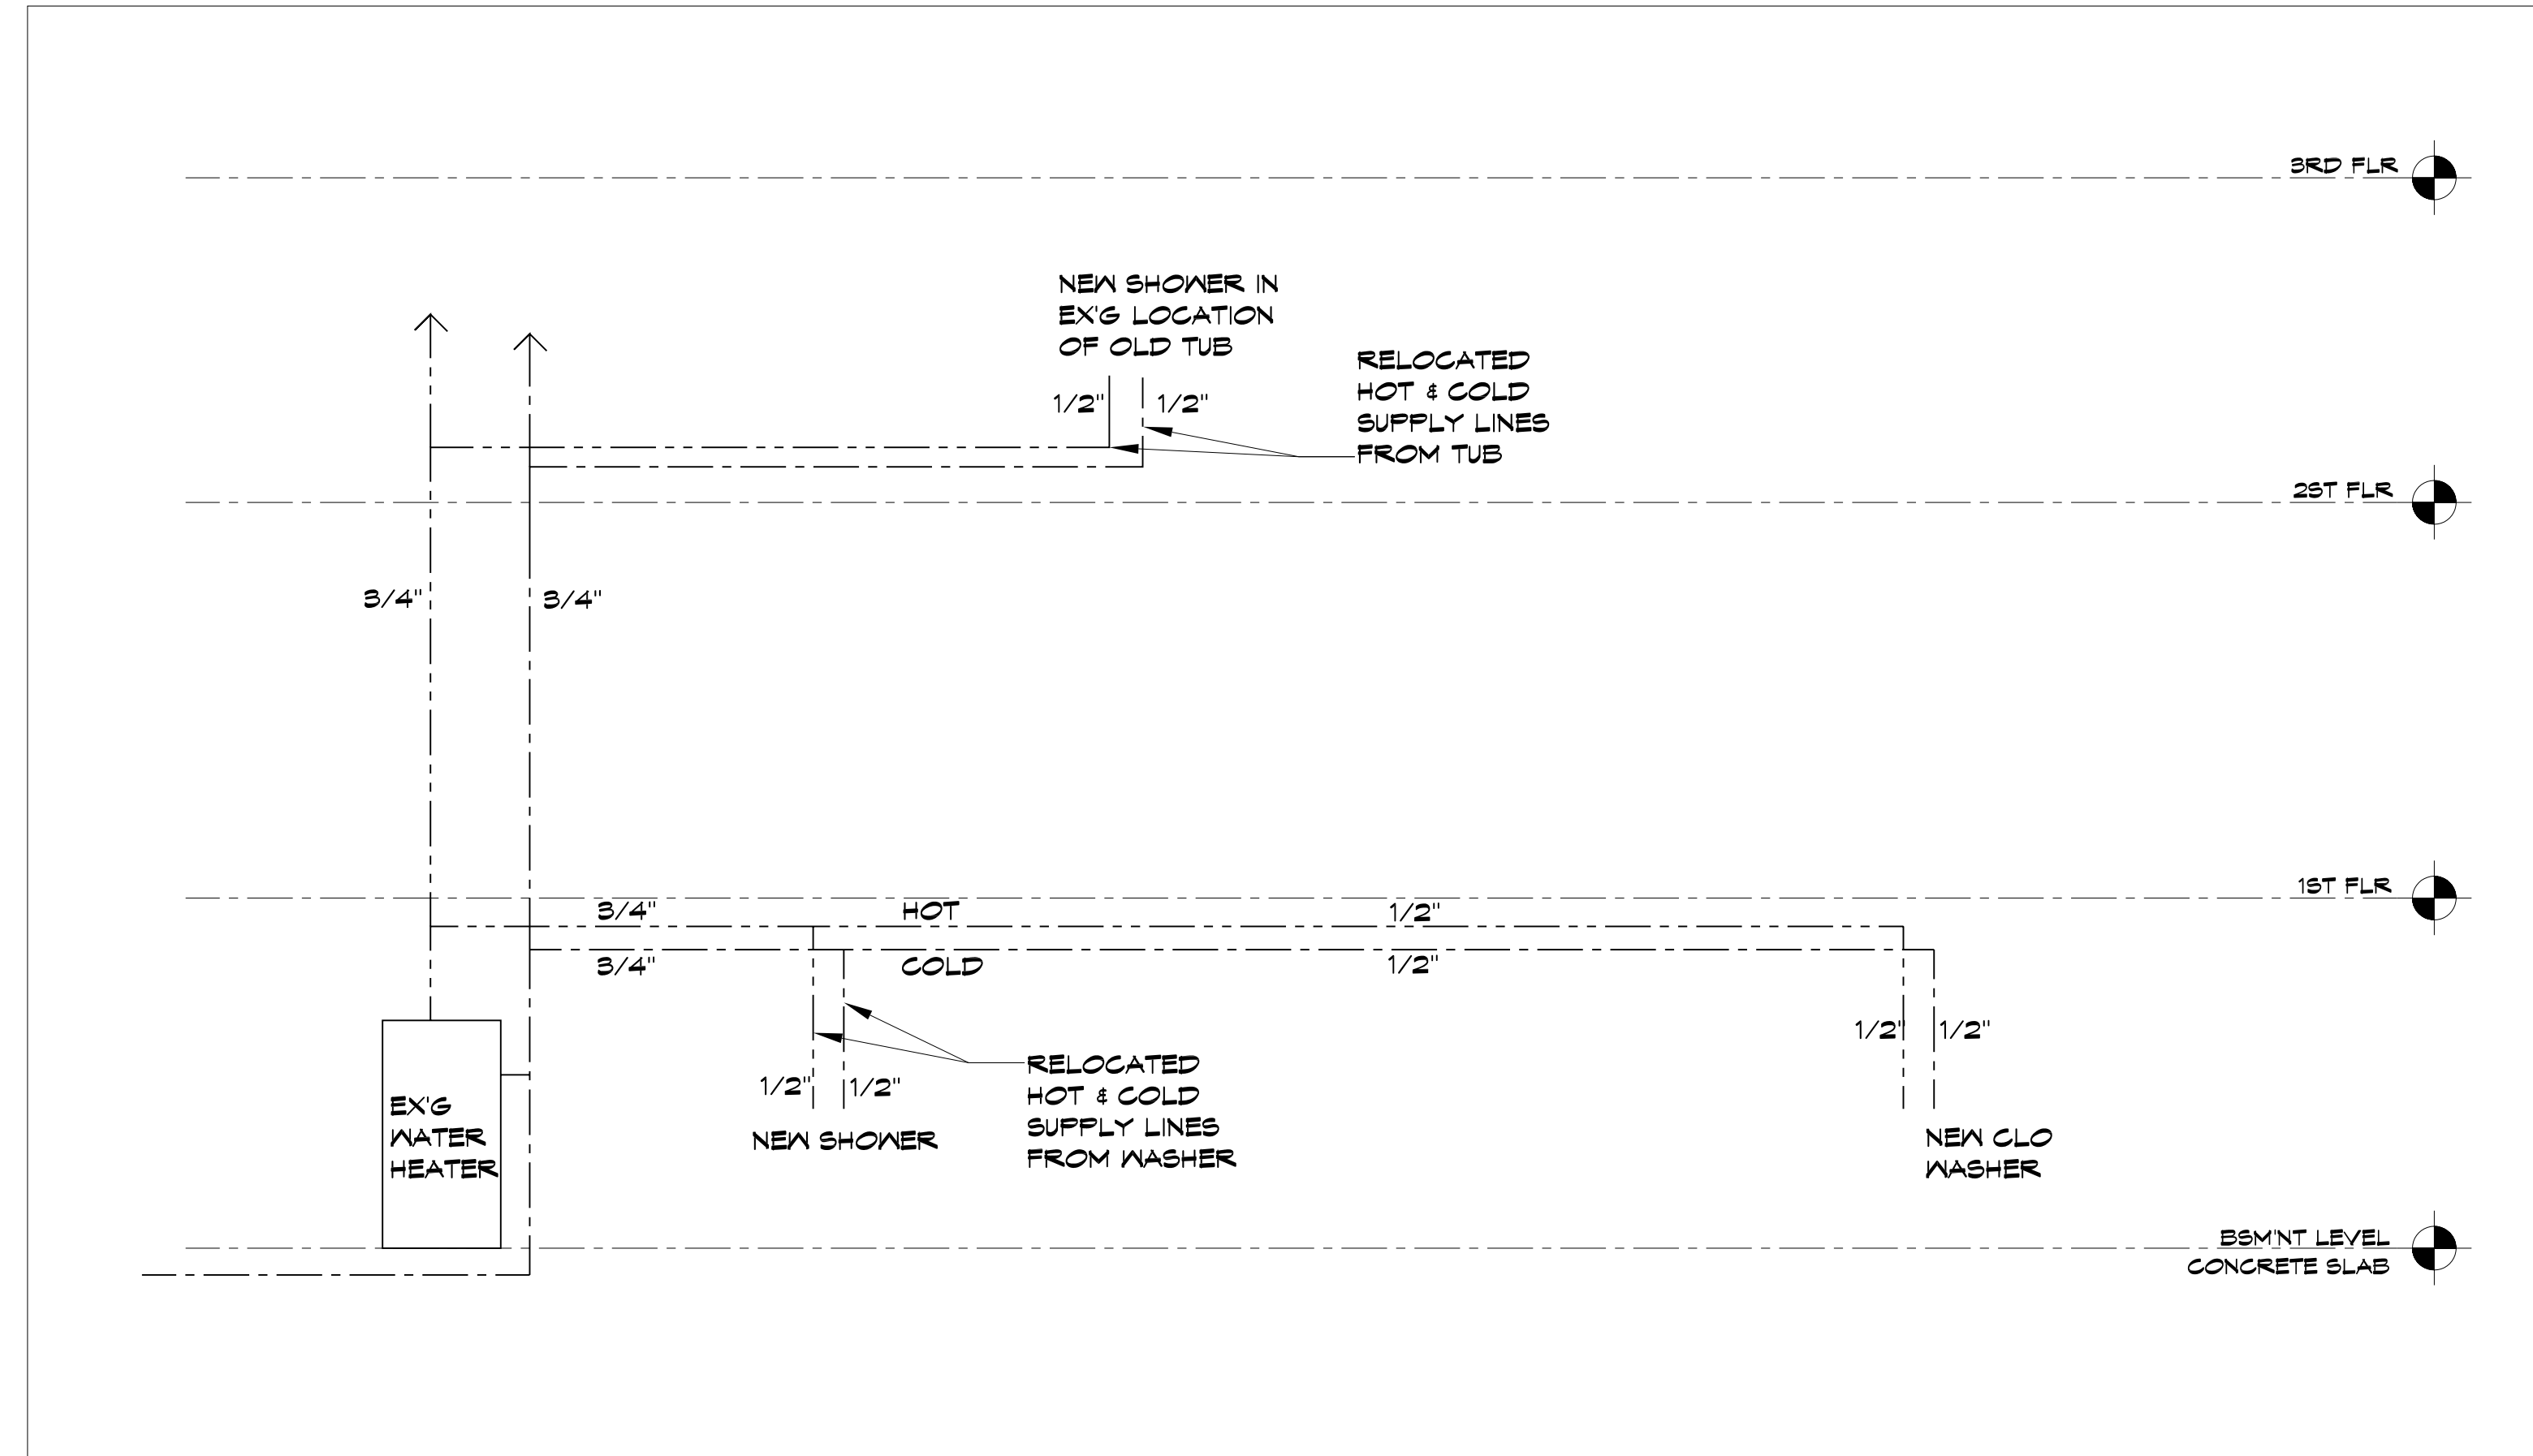 3RD FLR
NEW SHOWER IN
EX'G LOCATION
OF OLD TUB
RELOCATED
HOT & COLD
SUPPLY LINES
FROM TUB
1/2"
1/2"
2ST FLR
3/4"
3/4"
1ST FLR
3/4"
HOT
1/2"
3/4"
COLD
1/2"
1/2"
1/2"
RELOCATED
HOT & COLD
SUPPLY LINES
FROM WASHER
1/2"
1/2"
NEW SHOWER
EX'G
WATER
HEATER
NEW CLO
WASHER
BSM'NT LEVEL
CONCRETE SLAB